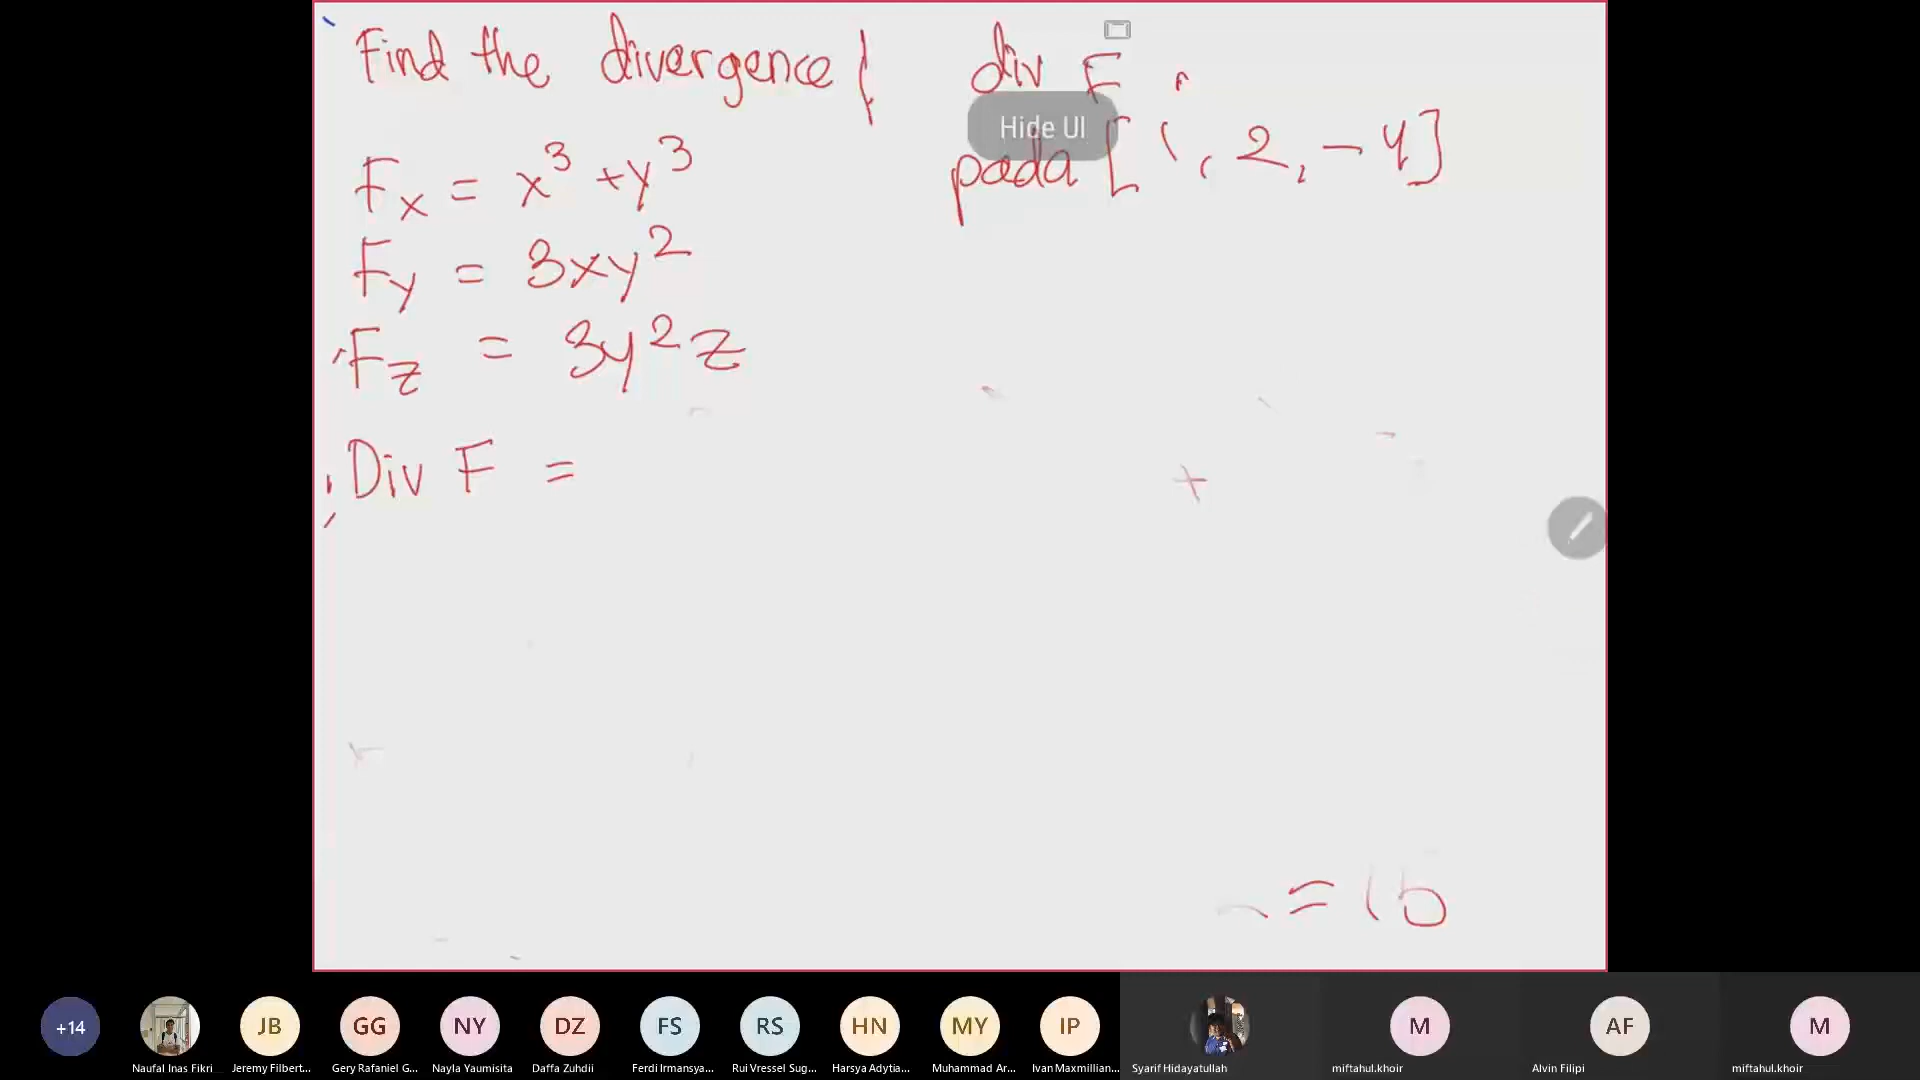 Find the divergence
div F
Hide UI
pada [1, 2, -4]
Fx = x³ + y³
Fy = 3xy²
Fz = 3y²z
Div F =
+
=
+14
JB
GG
NY
DZ
FS
RS
HN
MY
IP
M
AF
M
Naufal Inas Fikri
Jeremy Filbert...
Gery Rafaniel G...
Nayla Yaumisita
Daffa Zuhdii
Ferdi Irmansya...
Rui Vressel Sug...
Harsya Adytia...
Muhammad Ar...
Ivan Maxmillian...
Syarif Hidayatullah
miftahul.khoir
Alvin Filipi
miftahul.khoir